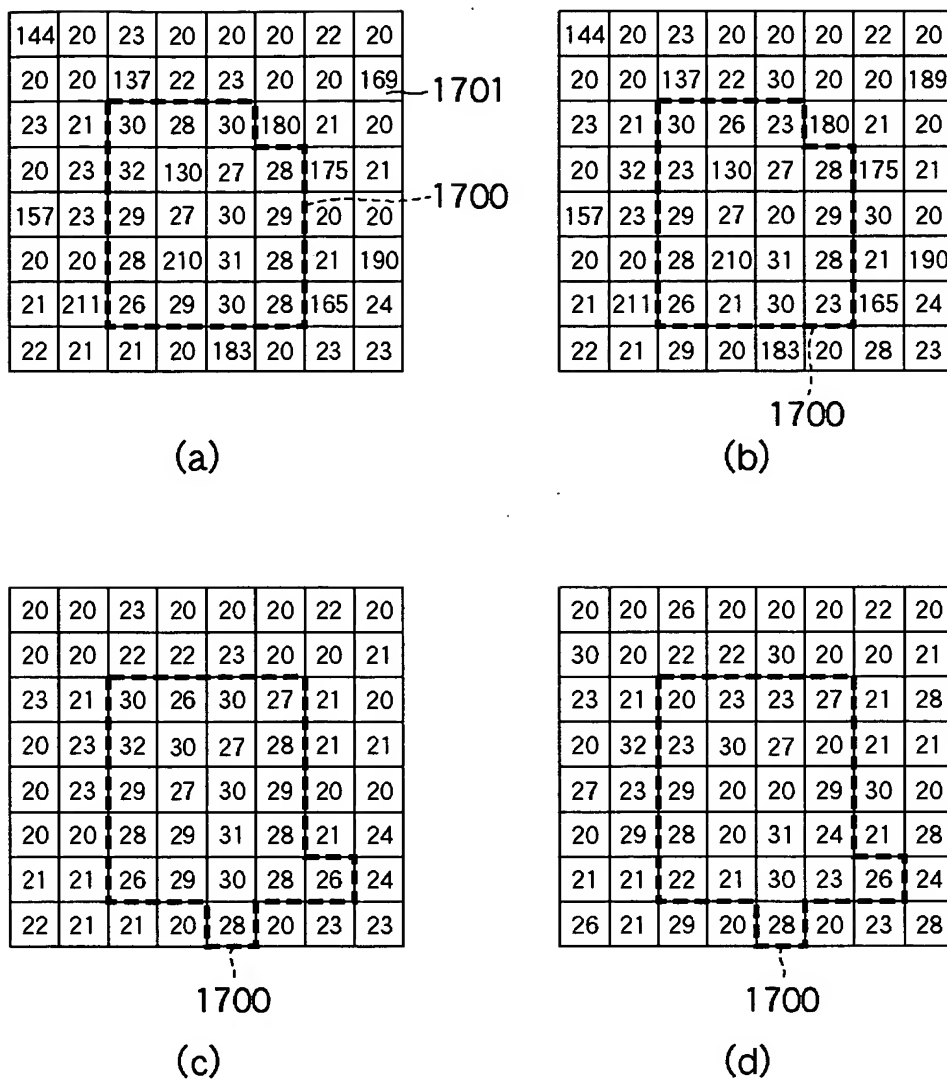 144 20 23 20 20 20 22 20
20 20 137 22 23 20 20 169
23 21 30 28 30 180 21 20
20 23 32 130 27 28 175 21
157 23 29 27 30 29 20 20
20 20 28 210 31 28 21 190
21 211 26 29 30 28 165 24
22 21 21 20 183 20 23 23
1701
1700
(a)
144 20 23 20 20 20 22 20
20 20 137 22 30 20 20 189
23 21 30 26 23 180 21 20
20 32 23 130 27 28 175 21
157 23 29 27 20 29 30 20
20 20 28 210 31 28 21 190
21 211 26 21 30 23 165 24
22 21 29 20 183 20 28 23
1700
(b)
20 20 23 20 20 20 22 20
20 20 22 22 23 20 20 21
23 21 30 26 30 27 21 20
20 23 32 30 27 28 21 21
20 23 29 27 30 29 20 20
20 20 28 29 31 28 21 24
21 21 26 29 30 28 26 24
22 21 21 20 28 20 23 23
1700
(c)
20 20 26 20 20 20 22 20
30 20 22 22 30 20 20 21
23 21 20 23 23 27 21 28
20 32 23 30 27 20 21 21
27 23 29 20 20 29 30 20
20 29 28 20 31 24 21 28
21 21 22 21 30 23 26 24
26 21 29 20 28 20 23 28
1700
(d)